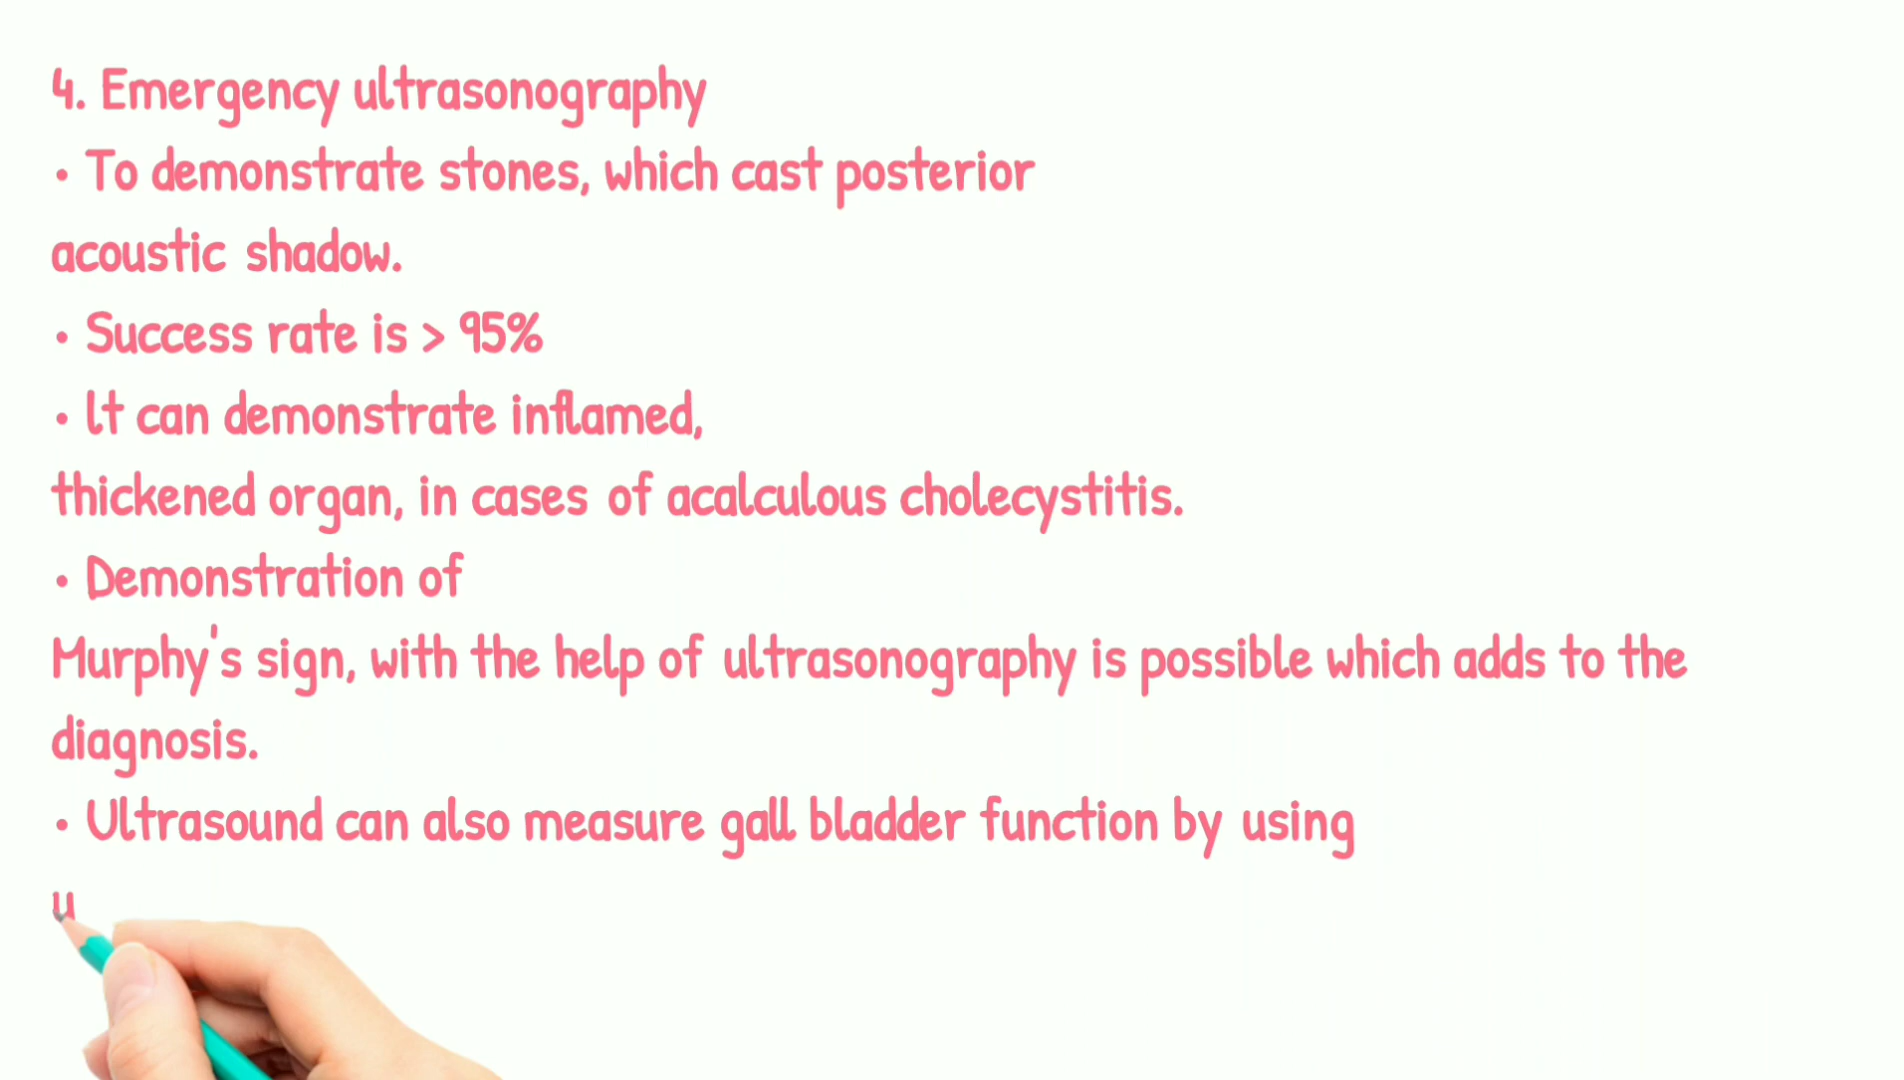 4. Emergency ultrasonography
• To demonstrate stones, which cast posterior
acoustic shadow.
• Success rate is > 95%
• lt can demonstrate inflamed,
thickened organ, in cases of acalculous cholecystitis.
• Demonstration of
Murphy's sign, with the help of ultrasonography is possible which adds to the
diagnosis.
• Ultrasound can also measure gall bladder function by using